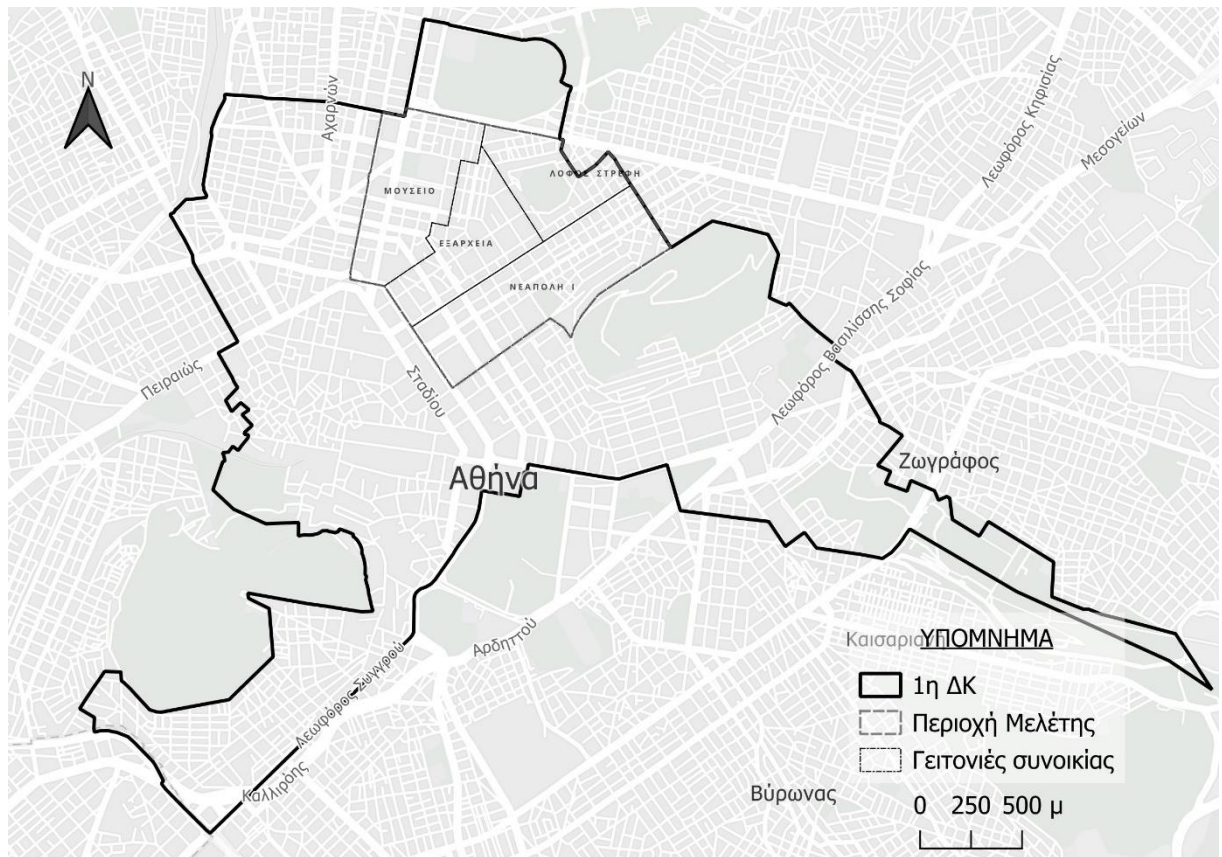 N
Αχαρνών
Λεωφόρος Κηφισίας
Μεσογείων
ΛΟΦΟΣ ΣΤΡΕΦΗ
ΜΟΥΣΕΙΟ
ΕΞΑΡΧΕΙΑ
ΝΕΑΠΟΛΗ Ι
Λεωφόρος Βασιλίσσης Σοφίας
Πειραιώς
Σταδίου
Αθήνα
Ζωγράφος
Αρδηττού
Λεωφόρος Συγγρού
Καλλιρόης
Βύρωνας
Καισαριανή
ΥΠΟΜΝΗΜΑ
1η ΔΚ
Περιοχή Μελέτης
Γειτονιές συνοικίας
0 250 500 μ